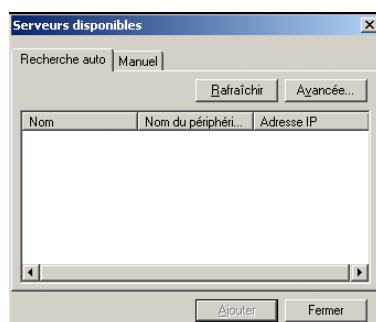 Serveurs disponibles
Recherche auto Manuel
Rafraîchir Avancée...
Nom Nom du périphéri... Adresse IP
Ajouter Fermer